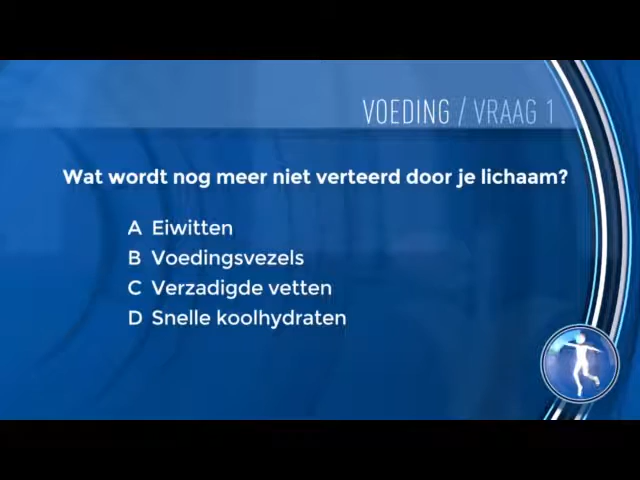 VOEDING / VRAAG 1
Wat wordt nog meer niet verteerd door je lichaam?
A Eiwitten
B Voedingsvezels
C Verzadigde vetten
D Snelle koolhydraten